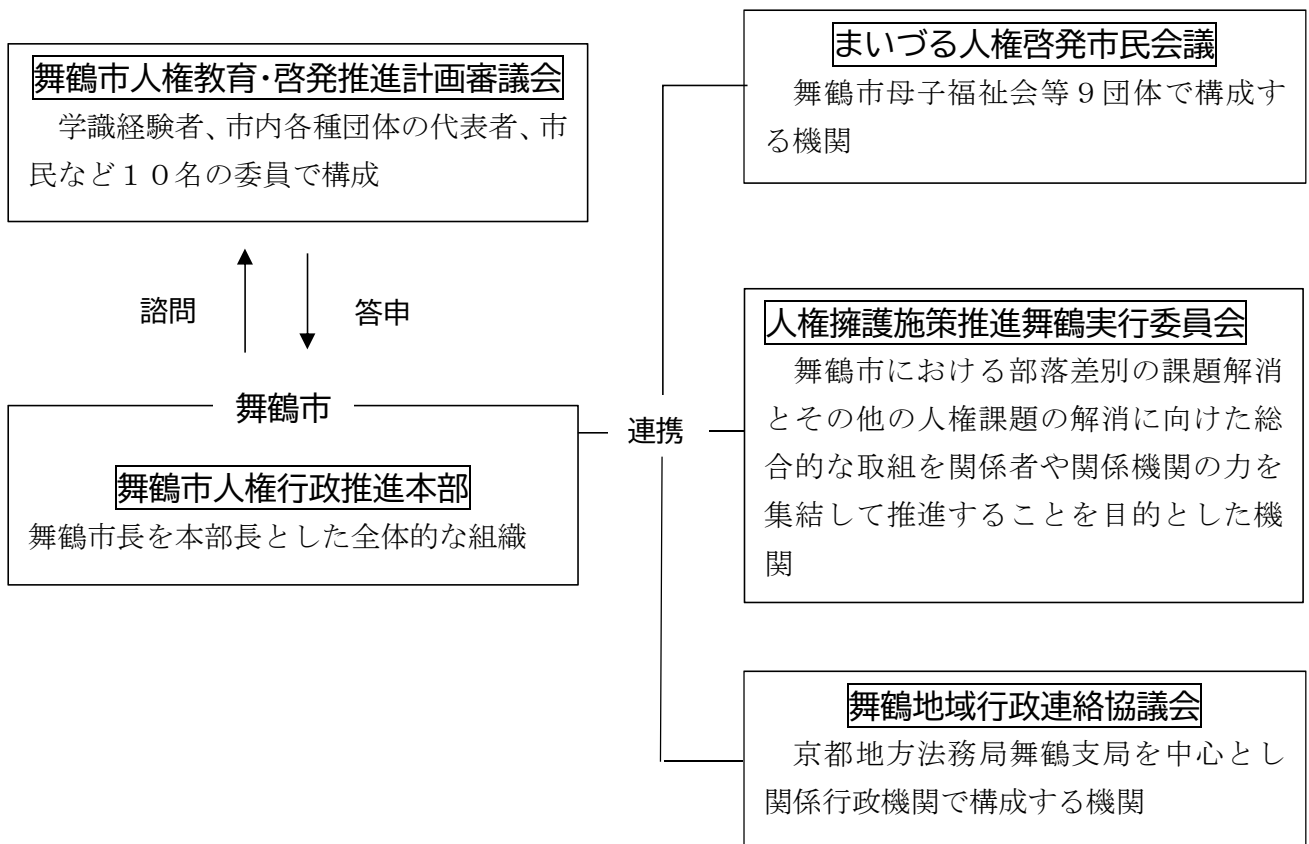 舞鶴市人権教育・啓発推進計画審議会
学識経験者、市内各種団体の代表者、市
民など１０名の委員で構成
諮問
答申
舞鶴市
舞鶴市人権行政推進本部
舞鶴市長を本部長とした全体的な組織
連携
まいづる人権啓発市民会議
舞鶴市母子福祉会等９団体で構成す
る機関
人権擁護施策推進舞鶴実行委員会
舞鶴市における部落差別の課題解消
とその他の人権課題の解消に向けた総
合的な取組を関係者や関係機関の力を
集結して推進することを目的とした機
関
舞鶴地域行政連絡協議会
京都地方法務局舞鶴支局を中心とし
関係行政機関で構成する機関